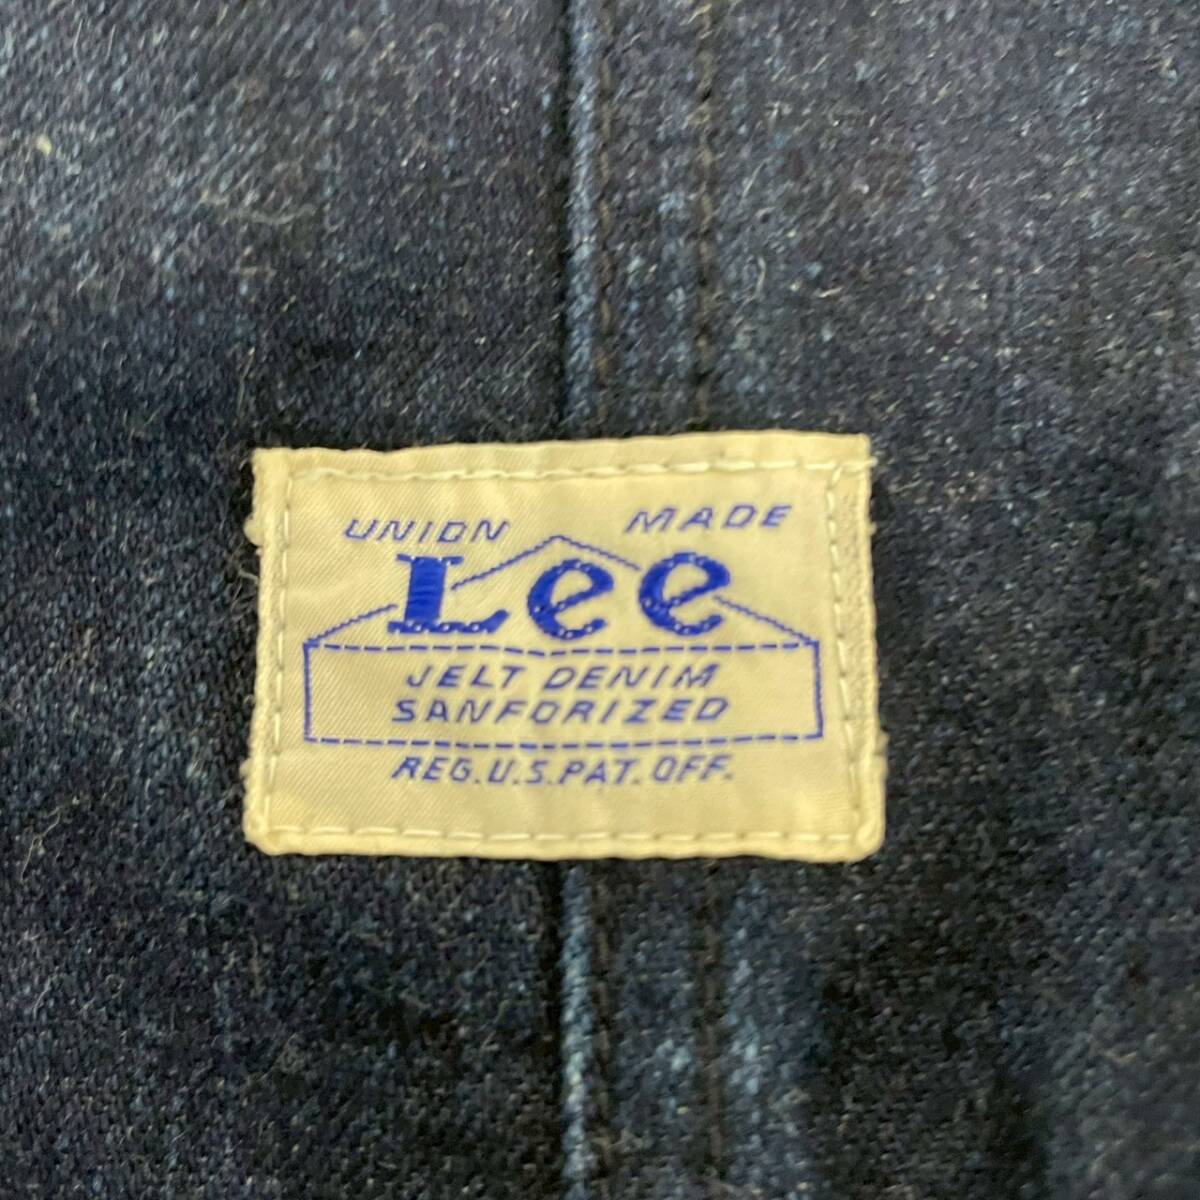 UNION MADE
Lee
JELT DENIM
SANFORIZED
REG.U.S.PAT.OFF.